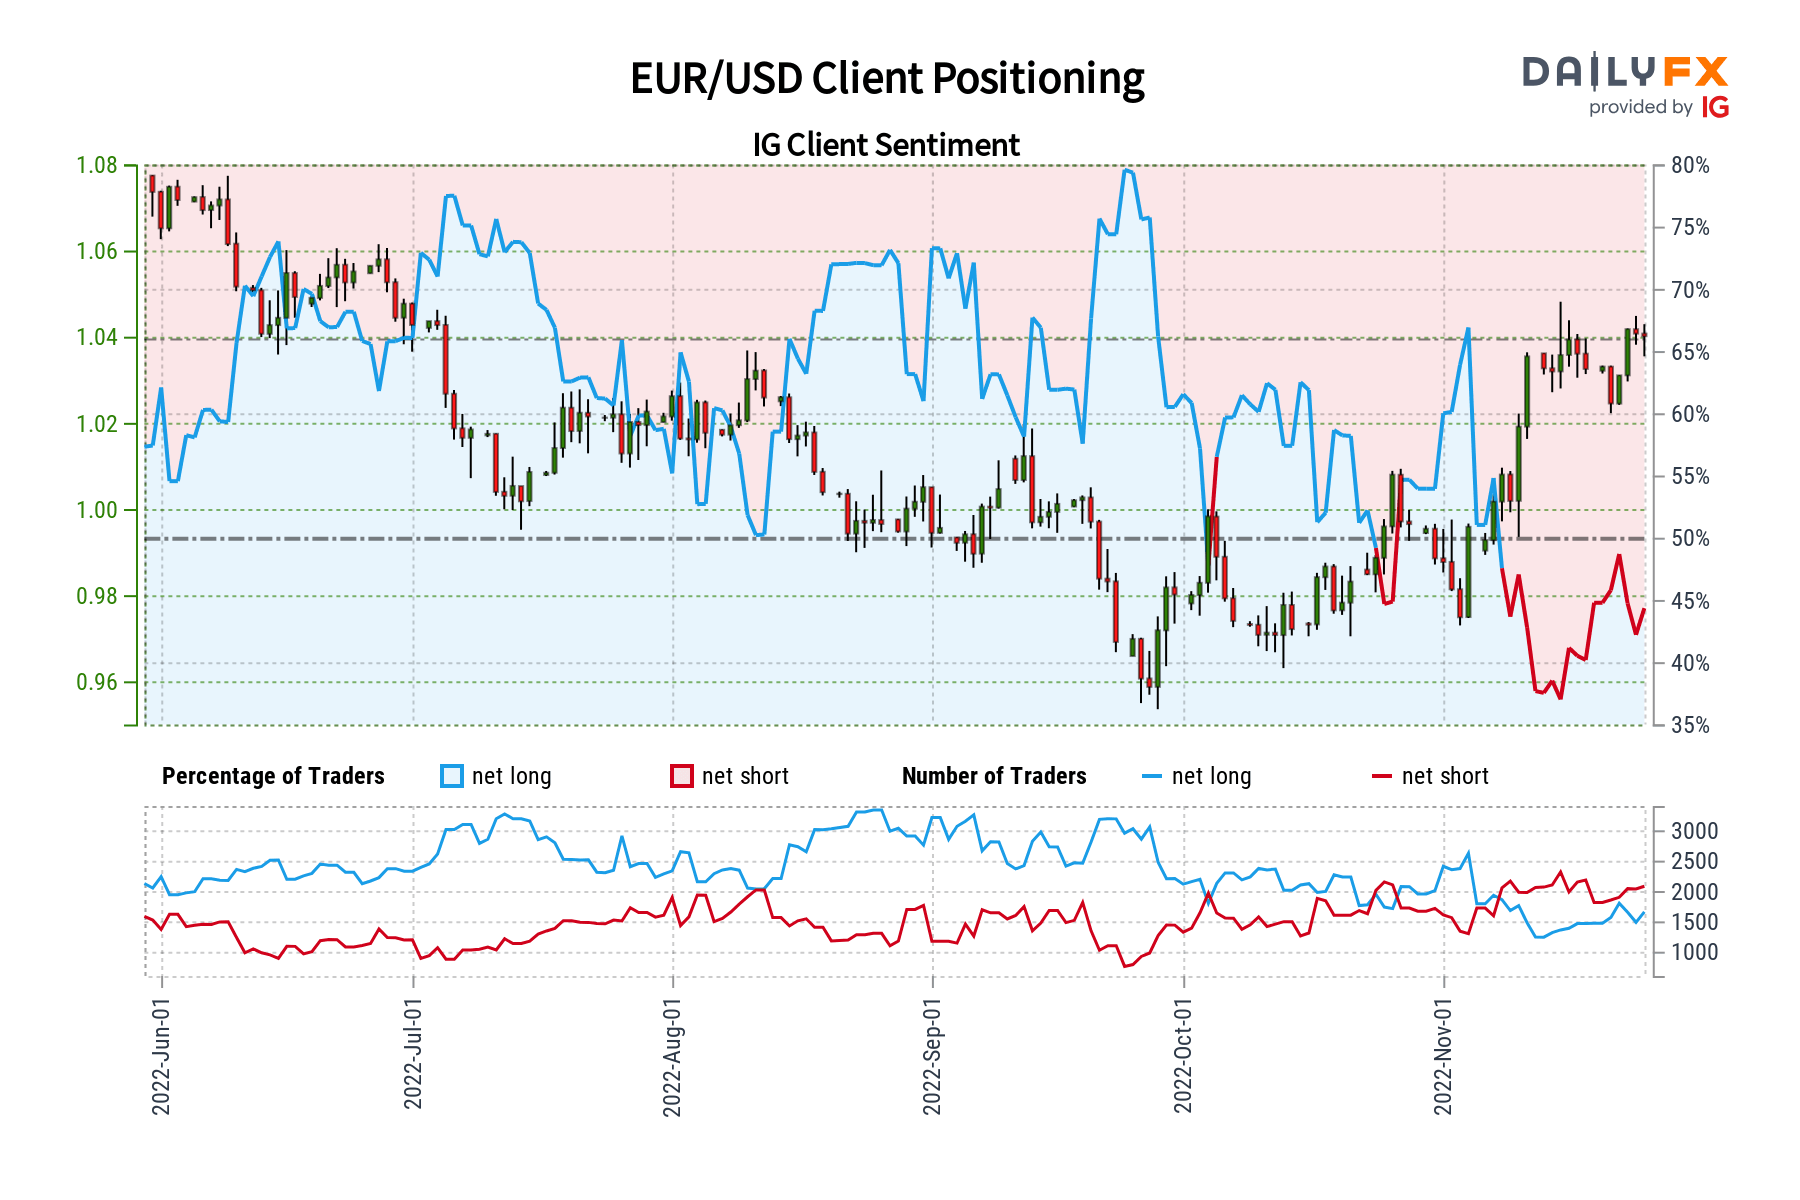 EUR/USD Client Positioning
DAILYFX
provided by IG
IG Client Sentiment
1.08
1.06
1.04
1.02
1.00
0.98
0.96
80%
75%
70%
65%
60%
55%
50%
45%
40%
35%
Percentage of Traders net long net short Number of Traders net long net short
3000
2500
2000
1500
1000
2022-Jun-01
2022-Jul-01
2022-Aug-01
2022-Sep-01
2022-Oct-01
2022-Nov-01